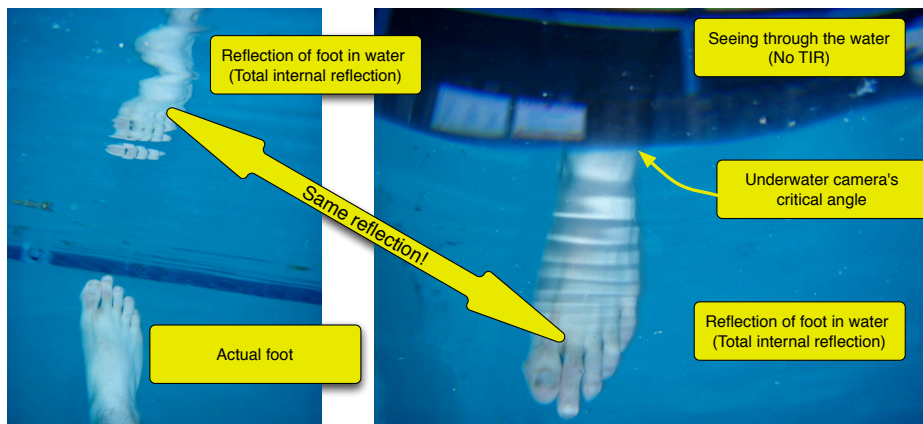 Reflection of foot in water
(Total internal reflection)
Seeing through the water
(No TIR)
Underwater camera's
critical angle
Same reflection!
Reflection of foot in water
(Total internal reflection)
Actual foot